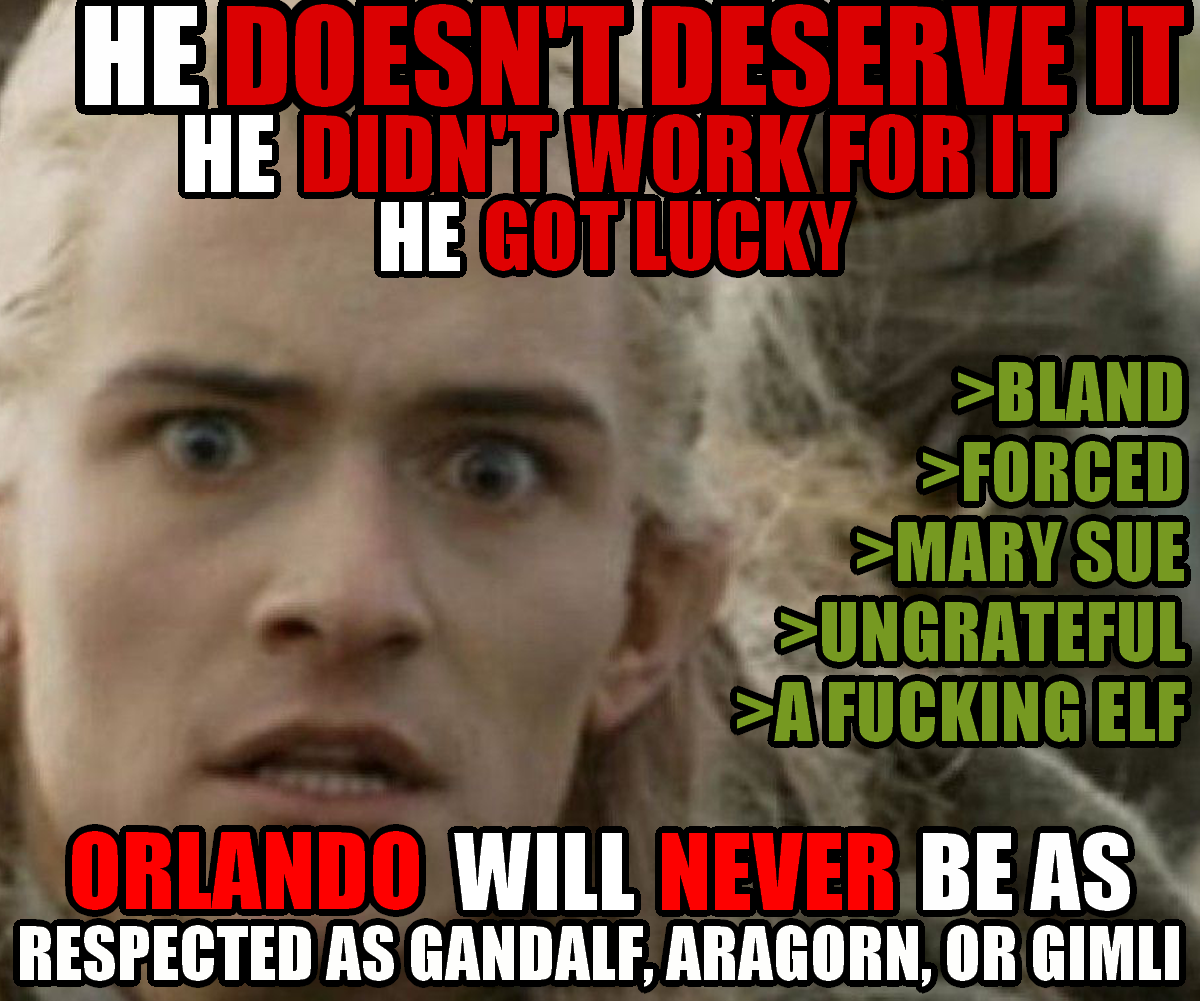 HE DOESN'T DESERVE IT
HE DIDN'T WORK FOR IT
HE GOT LUCKY
>BLAND
>FORCED
>MARY SUE
>UNGRATEFUL
>A FUCKING ELF
ORLANDO WILL NEVER BE AS
RESPECTED AS GANDALF, ARAGORN, OR GIMLI